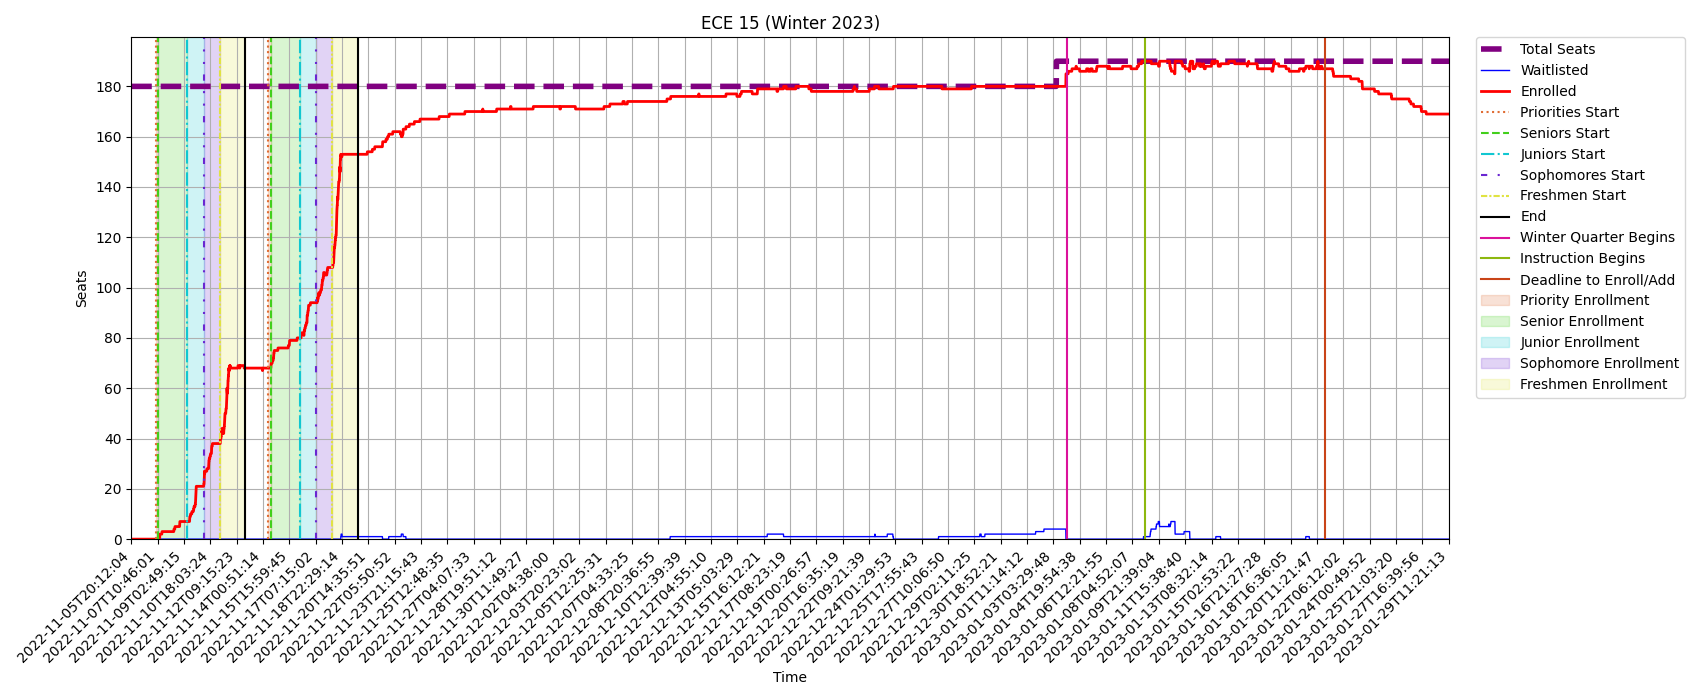 ECE 15 (Winter 2023)
Seats
180
160
140
120
100
80
60
40
20
0
2022-11-05T20:12:04
2022-11-07T10:46:01
2022-11-09T02:49:15
2022-11-10T18:03:24
2022-11-12T09:15:23
2022-11-14T00:51:14
2022-11-15T15:59:45
2022-11-17T07:15:02
2022-11-18T22:29:14
2022-11-20T14:35:51
2022-11-22T05:50:52
2022-11-23T21:15:43
2022-11-25T12:48:35
2022-11-27T04:07:33
2022-11-28T19:51:12
2022-11-30T11:49:27
2022-12-02T04:38:00
2022-12-03T20:23:02
2022-12-05T12:25:31
2022-12-07T04:33:25
2022-12-08T20:36:55
2022-12-10T12:39:39
2022-12-12T04:55:10
2022-12-13T05:03:29
2022-12-15T16:12:21
2022-12-17T08:23:19
2022-12-19T00:26:57
2022-12-20T16:35:19
2022-12-22T09:21:39
2022-12-24T01:29:53
2022-12-25T17:55:43
2022-12-27T10:06:50
2022-12-29T02:11:25
2022-12-30T18:52:21
2023-01-01T11:14:12
2023-01-03T03:29:48
2023-01-04T19:54:38
2023-01-06T12:21:55
2023-01-08T04:52:07
2023-01-09T21:39:04
2023-01-11T15:38:40
2023-01-13T08:32:14
2023-01-15T02:53:22
2023-01-16T21:27:28
2023-01-18T16:36:05
2023-01-20T11:21:47
2023-01-22T06:12:02
2023-01-24T00:49:52
2023-01-25T21:03:20
2023-01-27T16:39:56
2023-01-29T11:21:13
Time
Total Seats
Waitlisted
Enrolled
Priorities Start
Seniors Start
Juniors Start
Sophomores Start
Freshmen Start
End
Winter Quarter Begins
Instruction Begins
Deadline to Enroll/Add
Priority Enrollment
Senior Enrollment
Junior Enrollment
Sophomore Enrollment
Freshmen Enrollment